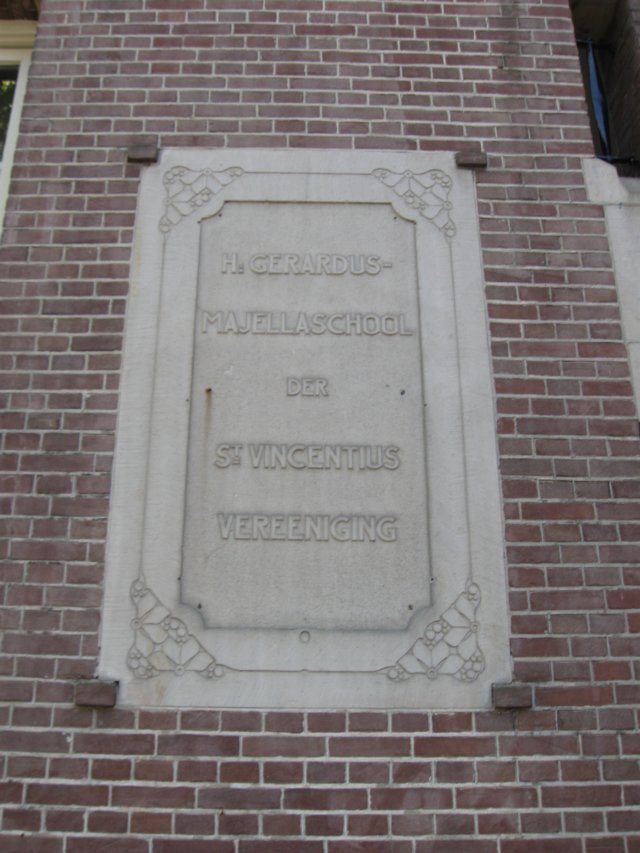 H. GERARDUS-
MAJELLASCHOOL
DER
ST. VINCENTIUS
VEREENIGING